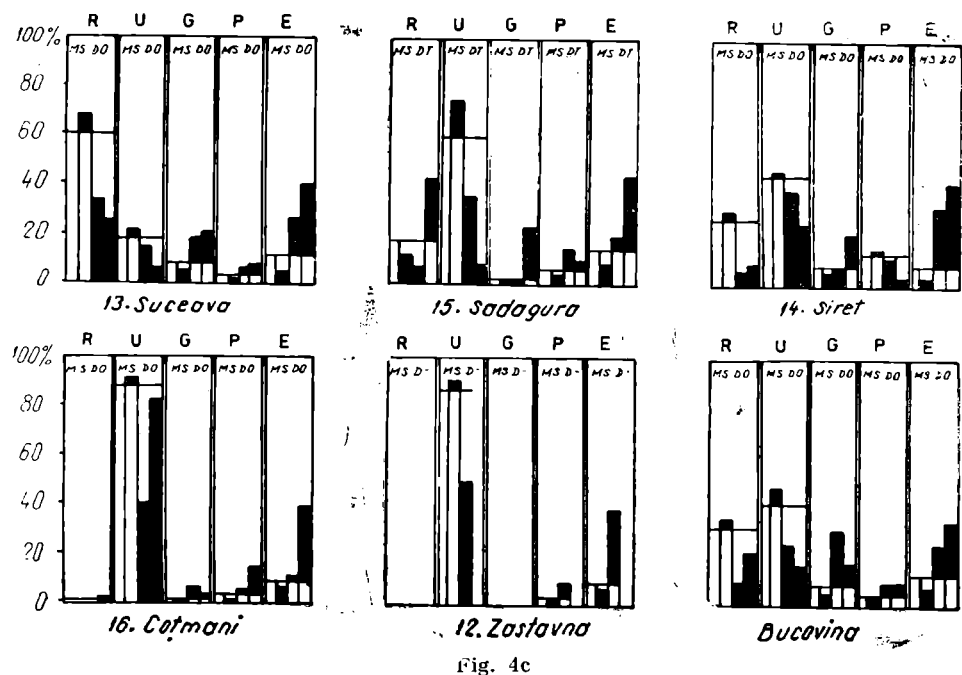 R U G P E
R U G P E
R U G P E
100%
80
60
40
20
0
MS DO MS DO MS DO MS DO MS DO
MS DT MS DT MS DT MS DT MS DT
MS DO MS DO MS DO MS DO MS DO
13. Suceava
15. Sadagura
14. Siret
R U G P E
R U G P E
R U G P E
100%
80
60
40
20
0
MS DO MS DO MS DO MS DO MS DO
MS D- MS D- MS D- MS D- MS D-
MS DO MS DO MS DO MS DO MS DO
16. Coțmani
12. Zastavna
Bucovina
Fig. 4c